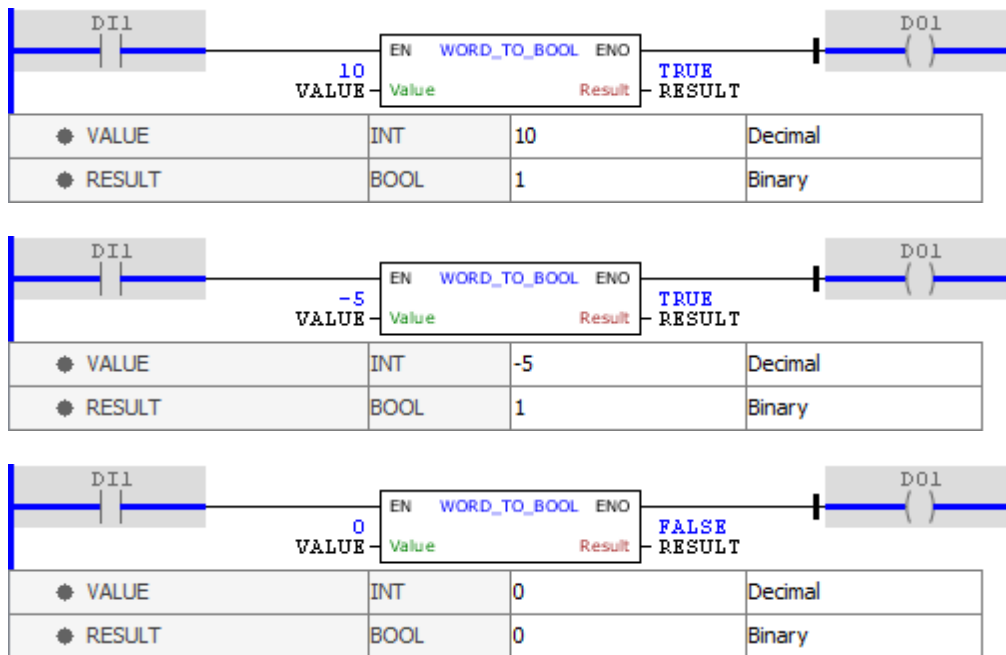 DI1 DO1
EN WORD_TO_BOOL ENO
10 TRUE
VALUE Value Result RESULT
VALUE INT 10 Decimal
RESULT BOOL 1 Binary
DI1 DO1
EN WORD_TO_BOOL ENO
-5 TRUE
VALUE Value Result RESULT
VALUE INT -5 Decimal
RESULT BOOL 1 Binary
DI1 DO1
EN WORD_TO_BOOL ENO
0 FALSE
VALUE Value Result RESULT
VALUE INT 0 Decimal
RESULT BOOL 0 Binary